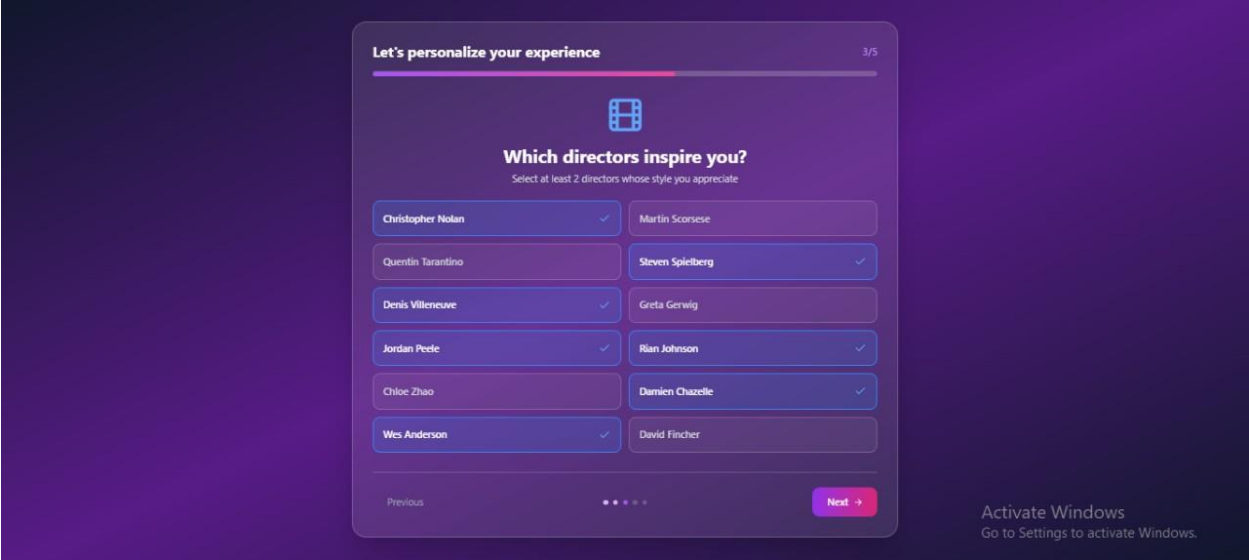 Let's personalize your experience
3/5
Which directors inspire you?
Select at least 2 directors whose style you appreciate
Christopher Nolan
Martin Scorsese
Quentin Tarantino
Steven Spielberg
Denis Villeneuve
Greta Gerwig
Jordan Peele
Rian Johnson
Chloe Zhao
Damien Chazelle
Wes Anderson
David Fincher
Previous
Next →
Activate Windows
Go to Settings to activate Windows.